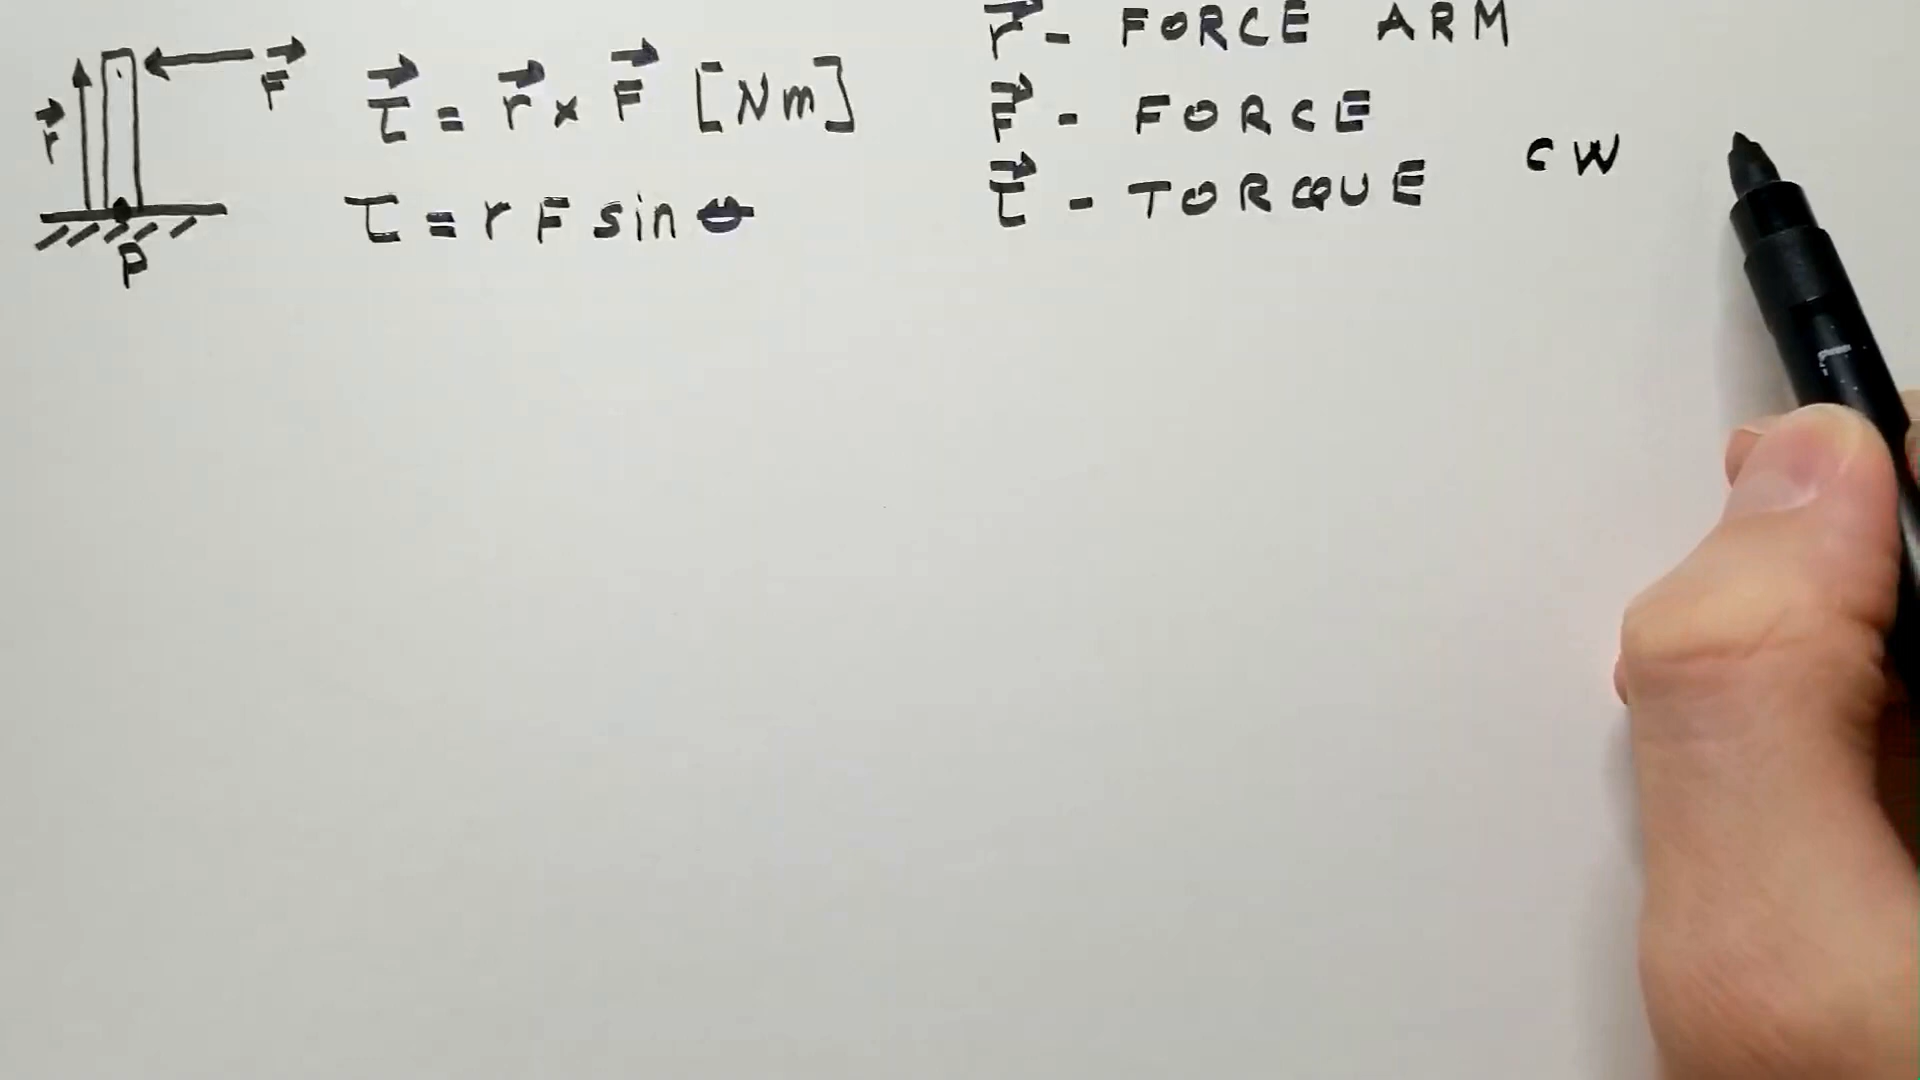 r⃗ - FORCE ARM
F⃗
r⃗
τ⃗ = r⃗ × F⃗ [Nm]
F⃗ - FORCE
CW
τ = r F sin θ
τ⃗ - TORQUE
P